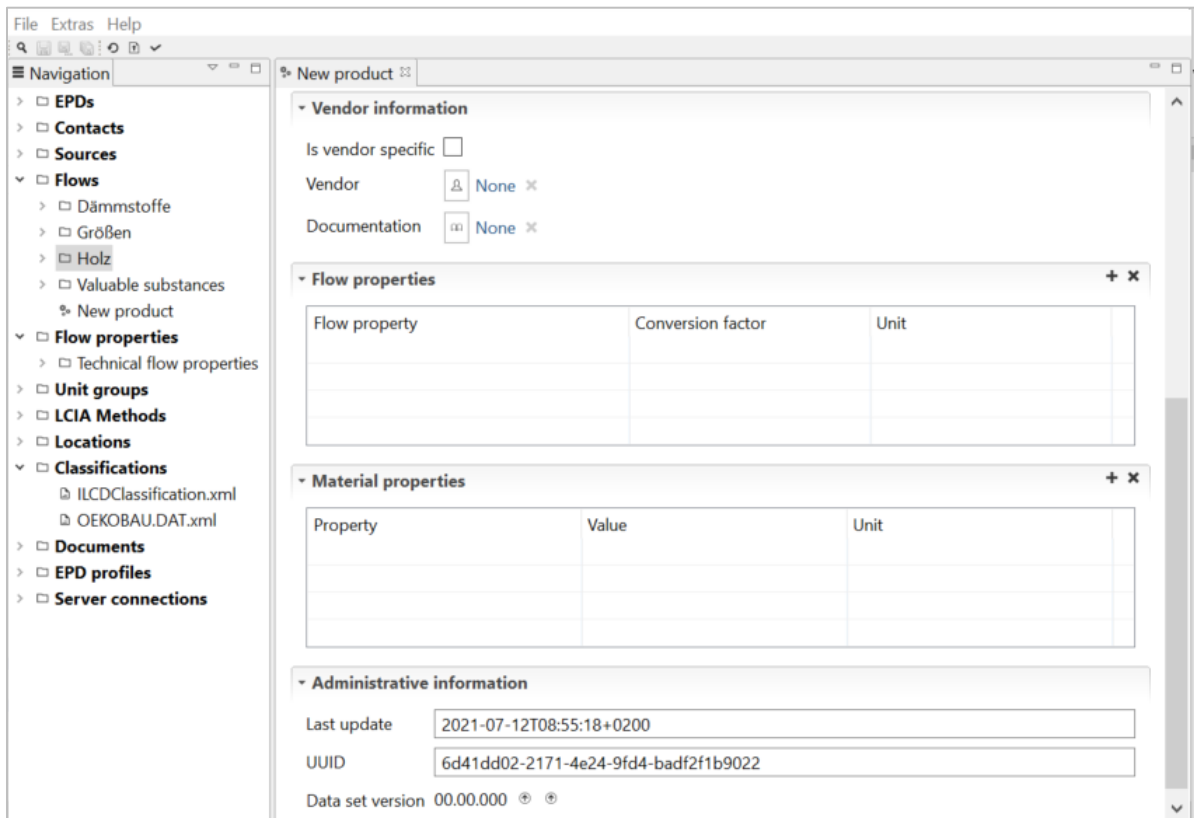 File Extras Help
Navigation
EPDs
Contacts
Sources
Flows
Dämmstoffe
Größen
Holz
Valuable substances
New product
Flow properties
Technical flow properties
Unit groups
LCIA Methods
Locations
Classifications
ILCDClassification.xml
OEKOBAU.DAT.xml
Documents
EPD profiles
Server connections
New product
Vendor information
Is vendor specific
Vendor None
Documentation None
Flow properties
Flow property Conversion factor Unit
Material properties
Property Value Unit
Administrative information
Last update 2021-07-12T08:55:18+0200
UUID 6d41dd02-2171-4e24-9fd4-badf2f1b9022
Data set version 00.00.000